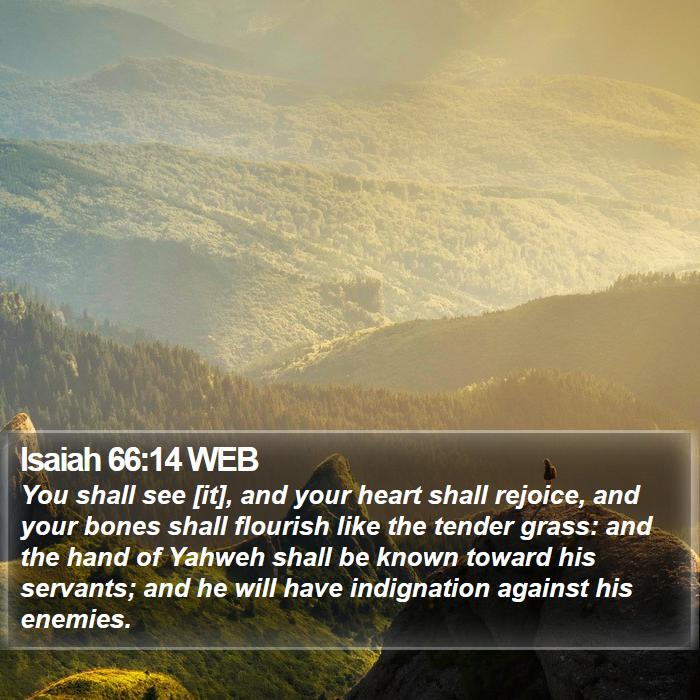 Isaiah 66:14 WEB
You shall see [it], and your heart shall rejoice, and
your bones shall flourish like the tender grass: and
the hand of Yahweh shall be known toward his
servants; and he will have indignation against his
enemies.